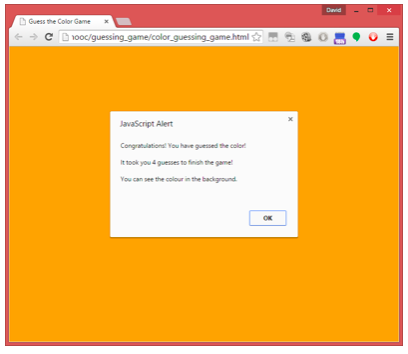 David
Guess the Color Game
looc/guessing_game/color_guessing_game.html
JavaScript Alert
Congratulations! You have guessed the color!
It took you 4 guesses to finish the game!
You can see the colour in the background.
OK